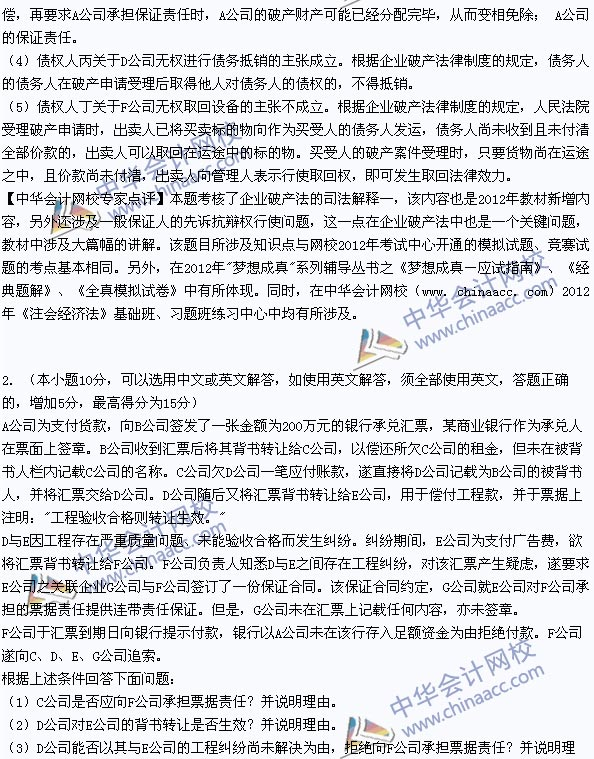 偿，再要求A公司承担保证责任时，A公司的破产财产可能已经分配完毕，从而变相免除； A公司
的保证责任。
（4）债权人丙关于D公司无权进行债务抵销的主张成立。根据企业破产法律制度的规定，债务人
的债务人在破产申请受理后取得他人对债务人的债权的，不得抵销。
（5）债权人丁关于F公司无权取回设备的主张不成立。根据企业破产法律制度的规定，人民法院
受理破产申请时，出卖人已将买卖标的物向作为买受人的债务人发运，债务人尚未收到且未付清
全部价款的，出卖人可以取回在运途中的标的物。买受人的破产案件受理时，只要货物尚在运途
之中，且价款尚未付清，出卖人向管理人表示行使取回权，即可发生取回法律效力。
【中华会计网校专家点评】本题考核了企业破产法的司法解释一，该内容也是2012年教材新增内
容，另外还涉及一般保证人的先诉抗辩权行使问题，这一点在企业破产法中也是一个关键问题，
教材中涉及大篇幅的讲解。该题目所涉及知识点与网校2012年考试中心开通的模拟试题、竞赛试
题的考点基本相同。另外，在2012年"梦想成真"系列辅导丛书之《梦想成真—应试指南》、《经
典题解》、《全真模拟试卷》中有所体现。同时，在中华会计网校（www. chinaacc. com）2012
年《注会经济法》基础班、习题班练习中心中均有所涉及。
2. （本小题10分，可以选用中文或英文解答，如使用英文解答，须全部使用英文，答题正确
的，增加5分，最高得分为15分）
A公司为支付货款，向B公司签发了一张金额为200万元的银行承兑汇票，某商业银行作为承兑人
在票面上签章。B公司收到汇票后将其背书转让给C公司，以偿还所欠C公司的租金，但未在被背
书人栏内记载C公司的名称。C公司欠D公司一笔应付账款，遂直接将D公司记载为B公司的被背书
人，并将汇票交给D公司。D公司随后又将汇票背书转让给E公司，用于偿付工程款，并于票据上
注明："工程验收合格则转让生效。"
D与E因工程存在严重质量问题、未能验收合格而发生纠纷。纠纷期间，E公司为支付广告费，欲
将汇票背书转让给F公司。F公司负责人知悉D与E之间存在工程纠纷，对该汇票产生疑虑，遂要求
E公司之关联企业G公司与F公司签订了一份保证合同。该保证合同约定，G公司就E公司对F公司承
担的票据责任提供连带责任保证。但是，G公司未在汇票上记载任何内容，亦未签章。
F公司于汇票到期日向银行提示付款，银行以A公司未在该行存入足额资金为由拒绝付款。F公司
遂向C、D、E、G公司追索。
根据上述条件回答下面问题：
（1）C公司是否应向F公司承担票据责任？并说明理由。
（2）D公司对E公司的背书转让是否生效？并说明理由。
（3）D公司能否以其与E公司的工程纠纷尚未解决为由，拒绝向F公司承担票据责任？并说明理
中华会计网校
www.chinaacc.com
中华会计网校
www.chinaacc.com
中华会计网校
www.chinaacc.com
中华会计网校
www.chinaacc.com